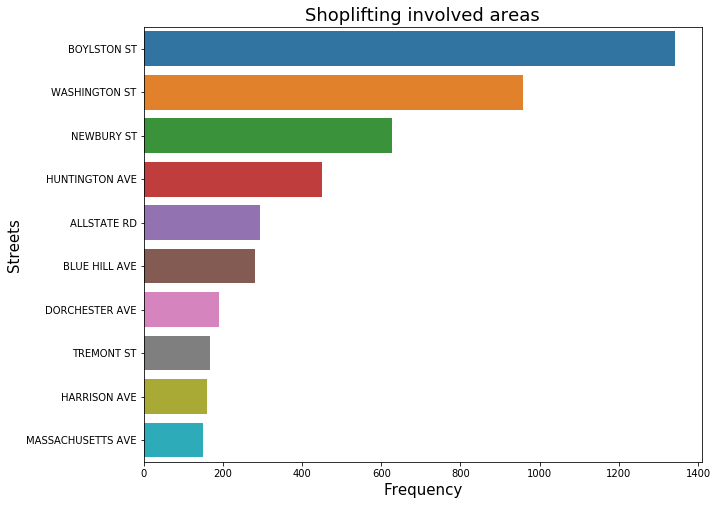 Shoplifting involved areas
Streets
BOYLSTON ST
WASHINGTON ST
NEWBURY ST
HUNTINGTON AVE
ALLSTATE RD
BLUE HILL AVE
DORCHESTER AVE
TREMONT ST
HARRISON AVE
MASSACHUSETTS AVE
0 200 400 600 800 1000 1200 1400
Frequency